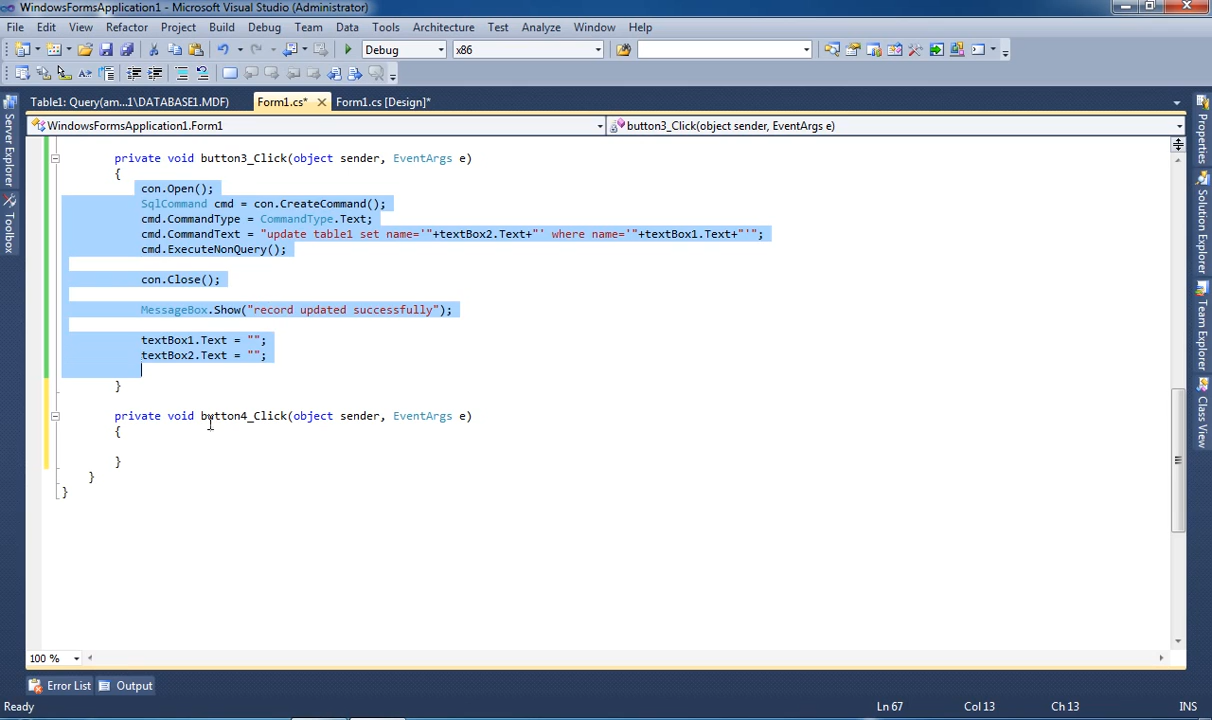 WindowsFormsApplication1 - Microsoft Visual Studio (Administrator)
File Edit View Refactor Project Build Debug Team Data Tools Architecture Test Analyze Window Help
Debug x86
Table1: Query(am...1\DATABASE1.MDF) Form1.cs* Form1.cs [Design]*
WindowsFormsApplication1.Form1 button3_Click(object sender, EventArgs e)
private void button3_Click(object sender, EventArgs e)
{
con.Open();
SqlCommand cmd = con.CreateCommand();
cmd.CommandType = CommandType.Text;
cmd.CommandText = "update table1 set name='"+textBox2.Text+"' where name='"+textBox1.Text+"'";
cmd.ExecuteNonQuery();
con.Close();
MessageBox.Show("record updated successfully");
textBox1.Text = "";
textBox2.Text = "";
}
private void button4_Click(object sender, EventArgs e)
{
}
}
}
100 %
Error List Output
Ready Ln 67 Col 13 Ch 13 INS
Server Explorer
Toolbox
Properties
Solution Explorer
Team Explorer
Class View